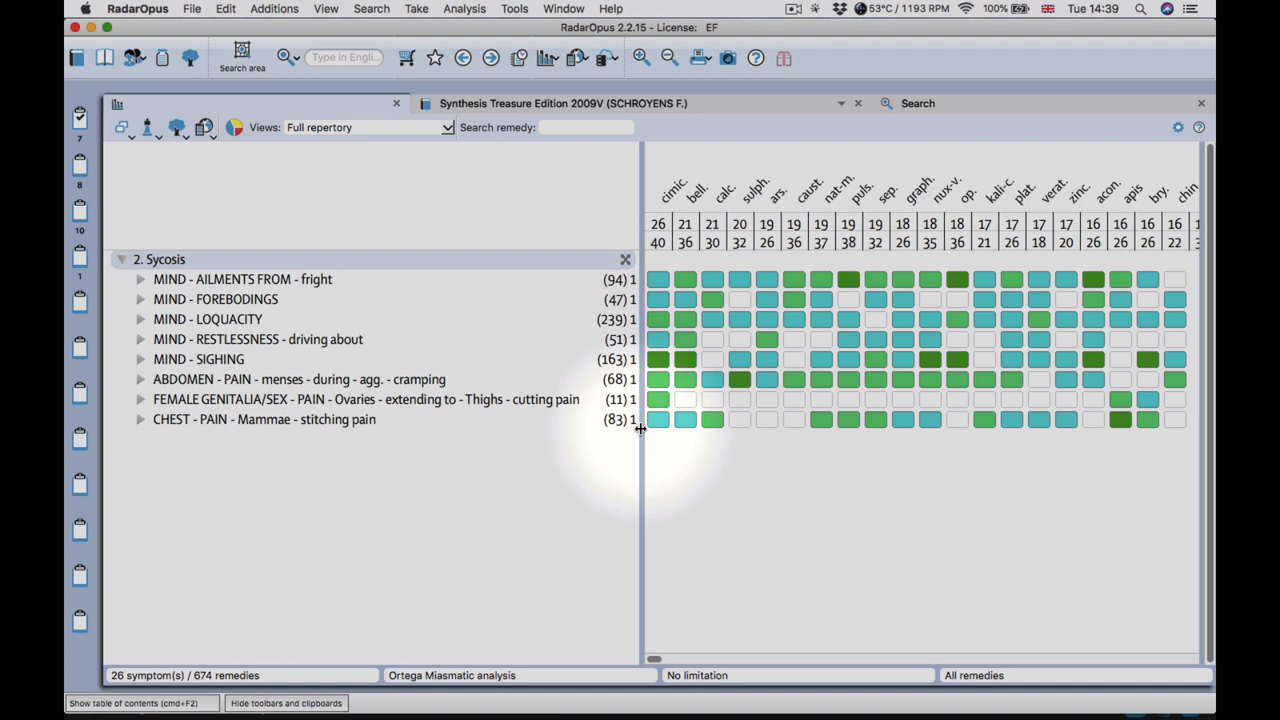 RadarOpus File Edit Additions View Search Take Analysis Tools Window Help 53°C / 1193 RPM 100% Tue 14:39
RadarOpus 2.2.15 - License: EF
Search area
Type in Engli...
Synthesis Treasure Edition 2009V (SCHROYENS F.)
Search
Views: Full repertory Search remedy:
cimic. bell. calc. sulph. ars. caust. nat-m. puls. sep. graph. nux-v. op. kali-c. plat. verat. zinc. acon. apis bry. chin
26 21 21 20 19 19 19 19 19 18 18 18 17 17 17 17 16 16 16 16 1
40 36 30 32 26 36 37 38 32 26 35 36 21 26 18 20 26 26 26 22 3
2. Sycosis
MIND - AILMENTS FROM - fright (94) 1
MIND - FOREBODINGS (47) 1
MIND - LOQUACITY (239) 1
MIND - RESTLESSNESS - driving about (51) 1
MIND - SIGHING (163) 1
ABDOMEN - PAIN - menses - during - agg. - cramping (68) 1
FEMALE GENITALIA/SEX - PAIN - Ovaries - extending to - Thighs - cutting pain (11) 1
CHEST - PAIN - Mammae - stitching pain (83) 1
7
8
10
1
26 symptom(s) / 674 remedies
Ortega Miasmatic analysis
No limitation
All remedies
Show table of contents (cmd+F2)
Hide toolbars and clipboards